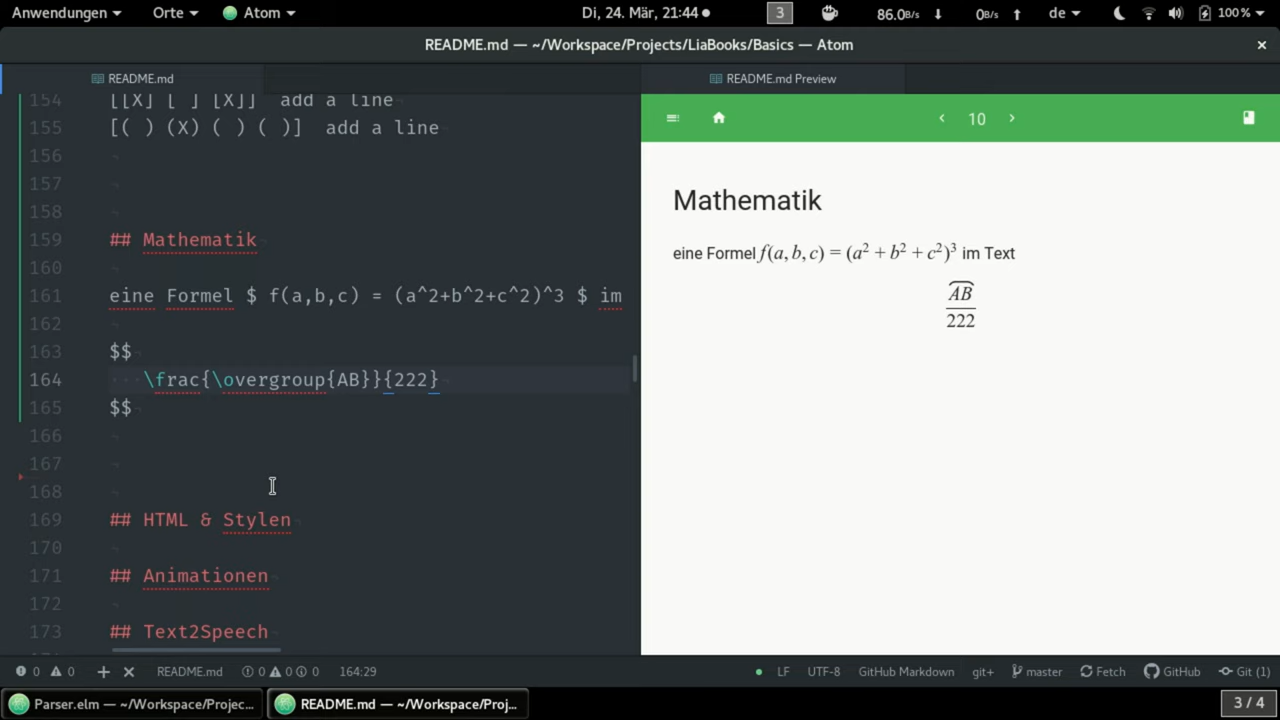 Anwendungen Orte Atom Di, 24. Mär, 21:44 3 86.0B/s 0B/s de 100%
README.md — ~/Workspace/Projects/LiaBooks/Basics — Atom ×
README.md README.md Preview
154 [[X] [ ] [X]] add a line
155 [( ) (X) ( ) ( )] add a line
156
157
158
159 ## Mathematik
160
161 eine Formel $ f(a,b,c) = (a^2+b^2+c^2)^3 $ im
162
163 $$
164 \frac{\overgroup{AB}}{222}
165 $$
166
167
168
169 ## HTML & Stylen
170
171 ## Animationen
172
173 ## Text2Speech
10
Mathematik
eine Formel f(a, b, c) = (a² + b² + c²)³ im Text
AB
222
0 0 + × README.md 0 0 0 164:29 LF UTF-8 GitHub Markdown git+ master Fetch GitHub Git (1)
Parser.elm — ~/Workspace/Projec... README.md — ~/Workspace/Proj... 3 / 4